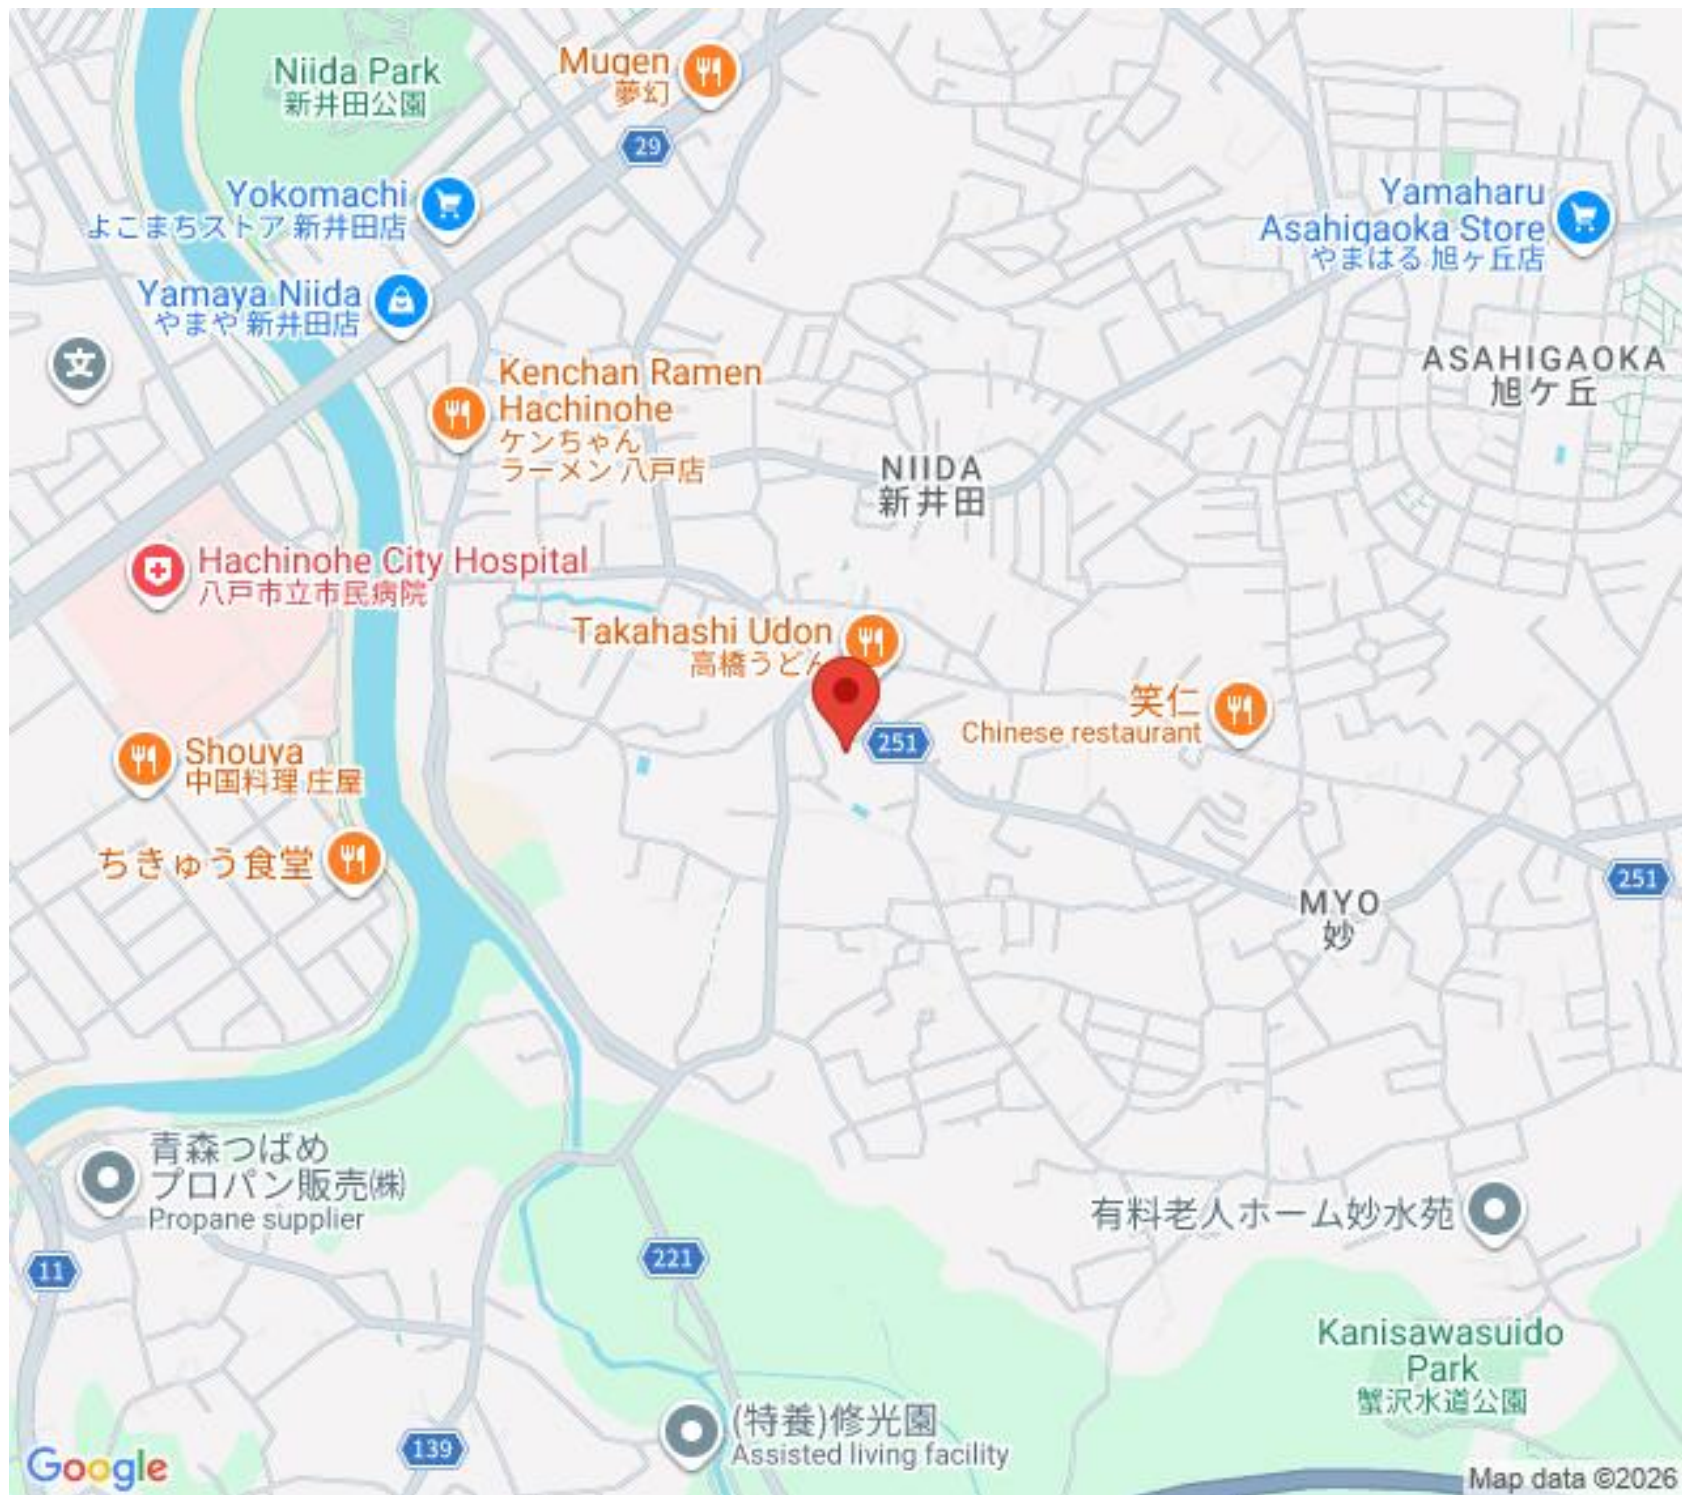 Niida Park
新井田公園
Mugen
夢幻
29
Yokomachi
よこまちストア 新井田店
Yamaharu
Asahigaoka Store
やまはる 旭ヶ丘店
Yamaya Niida
やまや 新井田店
文
Kenchan Ramen
Hachinohe
ケンちゃん
ラーメン 八戸店
ASAHIGAOKA
旭ケ丘
NIIDA
新井田
Hachinohe City Hospital
八戸市立市民病院
Takahashi Udon
高橋うどん
笑仁
Chinese restaurant
251
Shouya
中国料理 庄屋
ちきゅう食堂
251
MYO
妙
青森つばめ
プロパン販売㈱
Propane supplier
有料老人ホーム妙水苑
11
221
Kanisawasuido
Park
蟹沢水道公園
139
(特養)修光園
Assisted living facility
Google
Map data ©2026